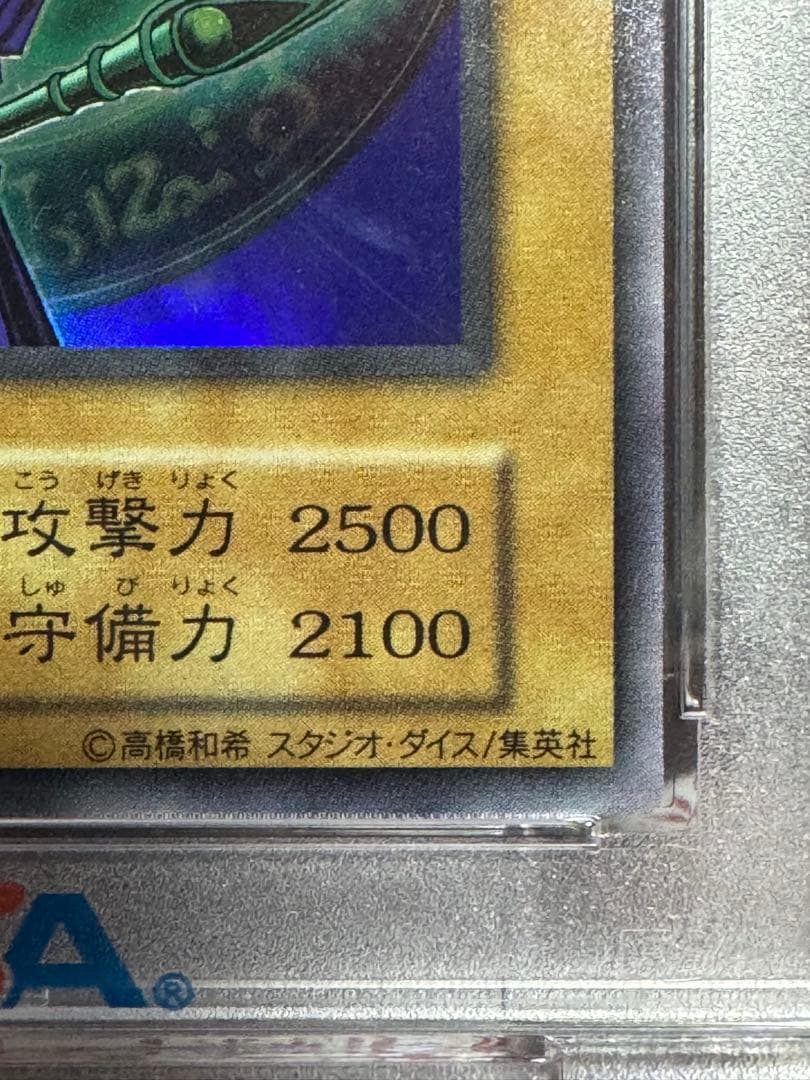 こう げき りょく
攻撃力 2500
しゅ び りょく
守備力 2100
©高橋和希 スタジオ・ダイス/集英社
A®